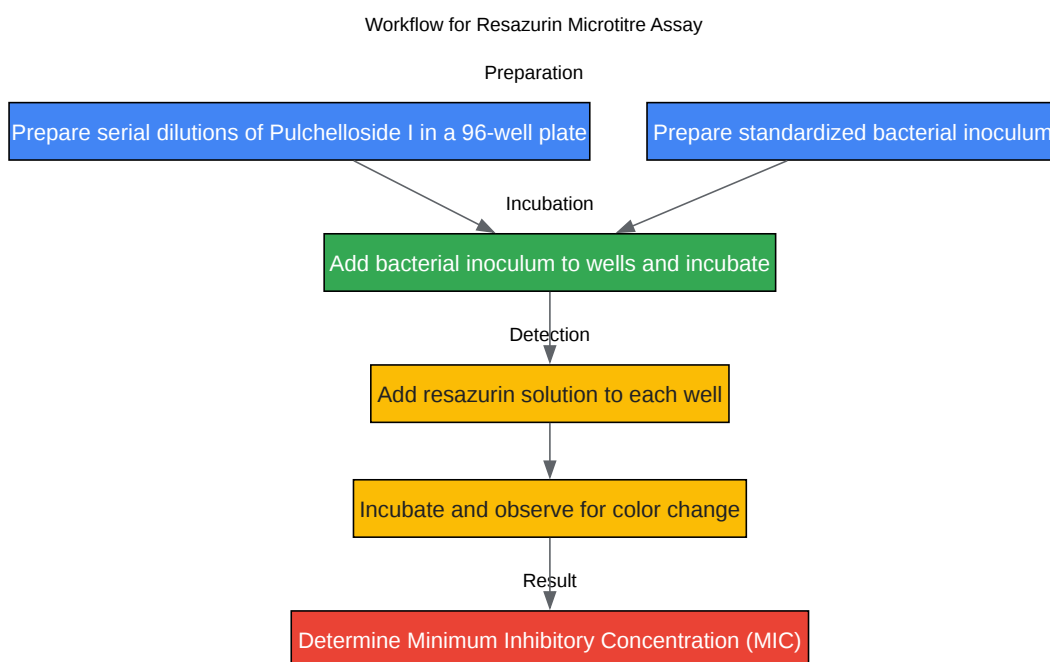 Workflow for Resazurin Microtitre Assay
Preparation
Prepare serial dilutions of Pulchelloside I in a 96-well plate
Prepare standardized bacterial inoculum
Incubation
Add bacterial inoculum to wells and incubate
Detection
Add resazurin solution to each well
Incubate and observe for color change
Result
Determine Minimum Inhibitory Concentration (MIC)